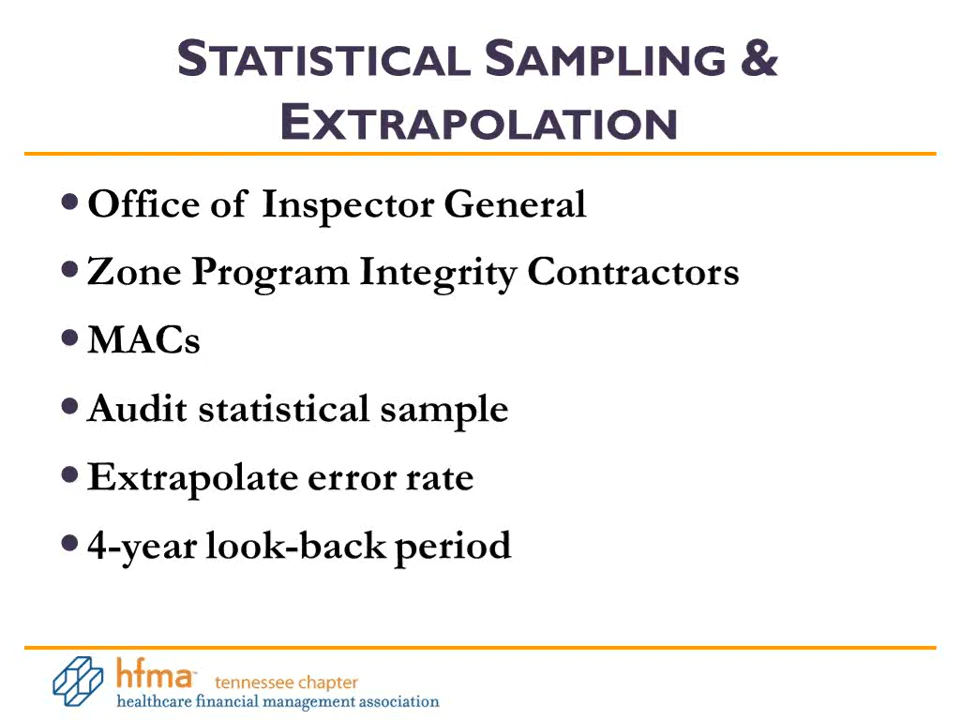 STATISTICAL SAMPLING &
EXTRAPOLATION
• Office of Inspector General
• Zone Program Integrity Contractors
• MACs
• Audit statistical sample
• Extrapolate error rate
• 4-year look-back period
hfma™ tennessee chapter
healthcare financial management association